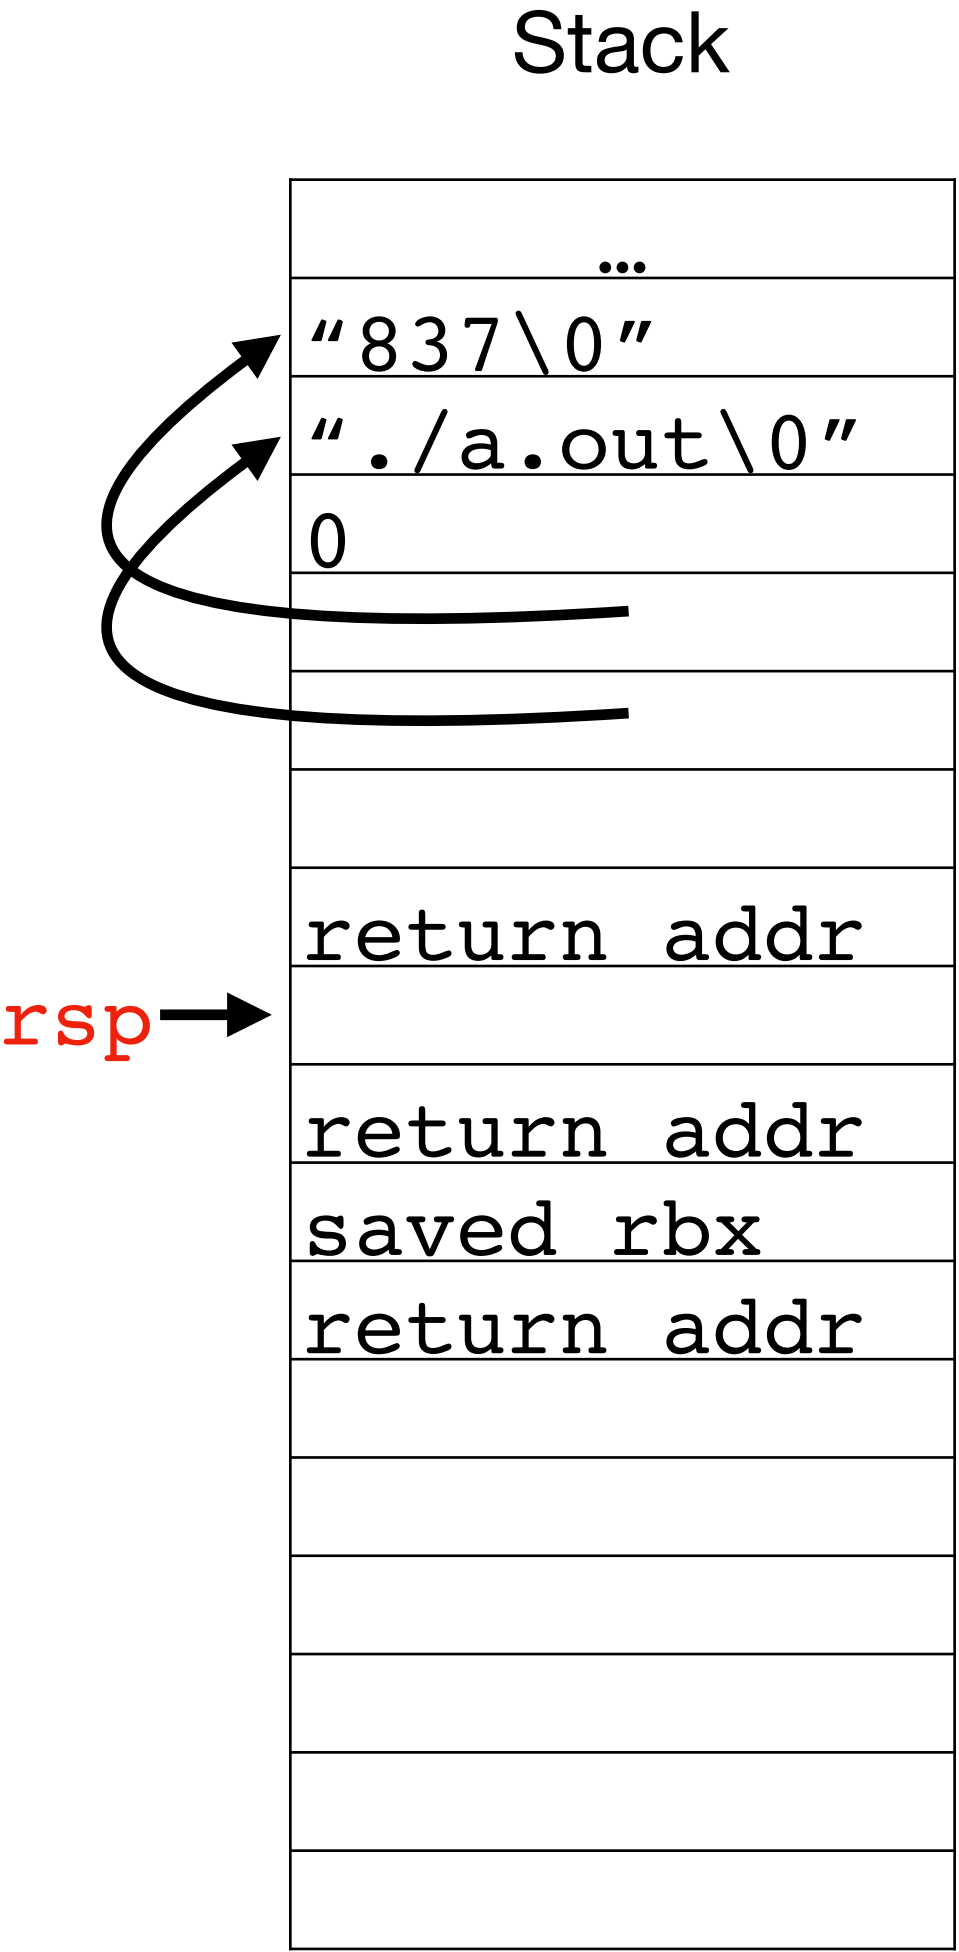 Stack
…
“837\0”
“./a.out\0”
0
return addr
rsp
return addr
saved rbx
return addr